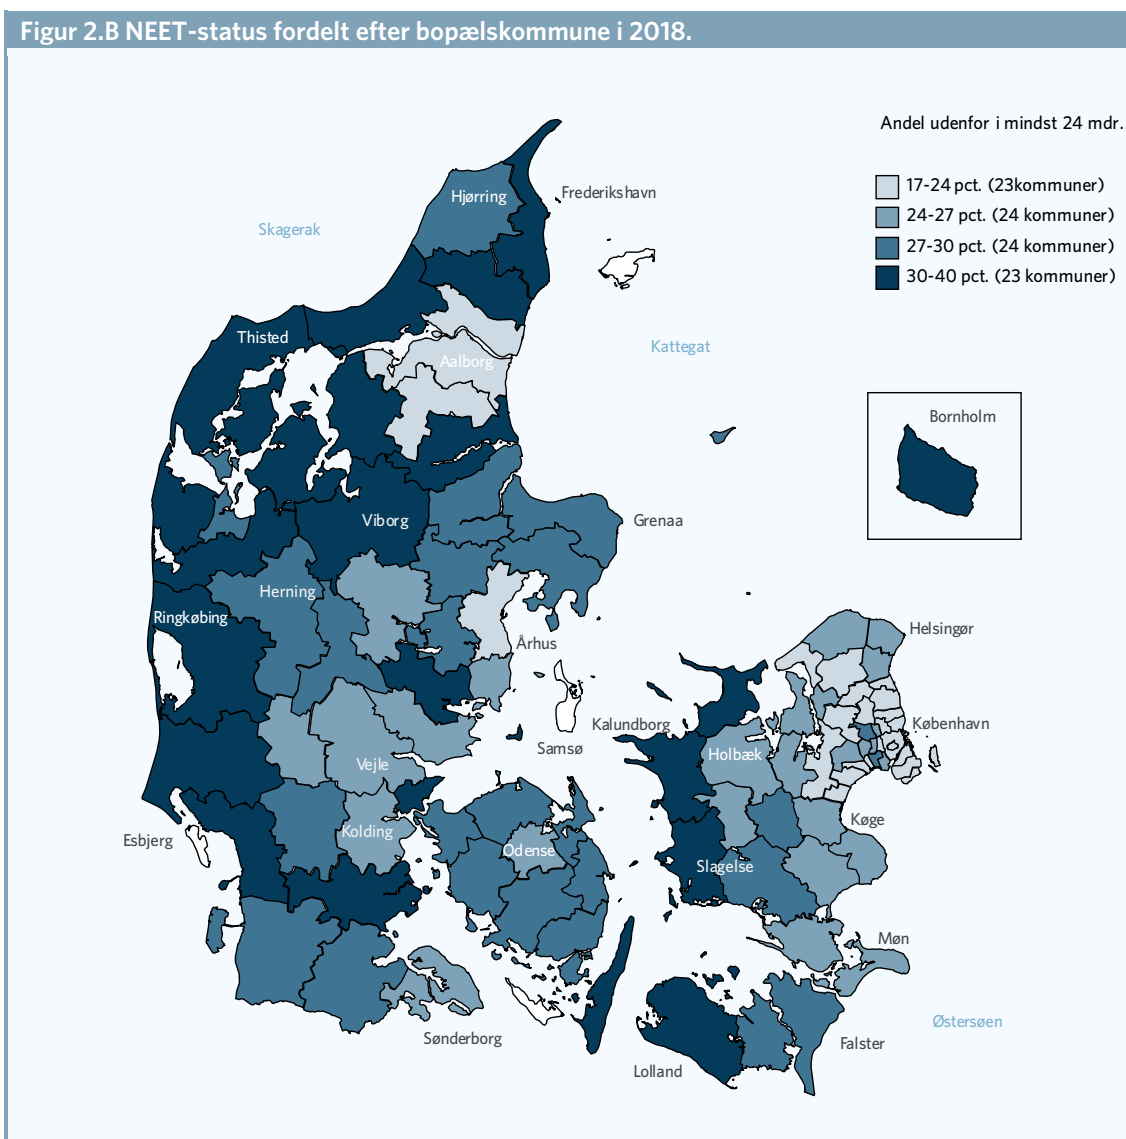 Figur 2.B NEET-status fordelt efter bopælskommune i 2018.
Andel udenfor i mindst 24 mdr.
17-24 pct. (23kommuner)
24-27 pct. (24 kommuner)
27-30 pct. (24 kommuner)
30-40 pct. (23 kommuner)
Hjørring
Frederikshavn
Skagerak
Thisted
Kattegat
Aalborg
Bornholm
Viborg
Grenaa
Herning
Ringkøbing
Helsingør
Århus
Kalundborg
København
Samsø
Holbæk
Vejle
Køge
Kolding
Esbjerg
Odense
Slagelse
Møn
Østersøen
Sønderborg
Falster
Lolland